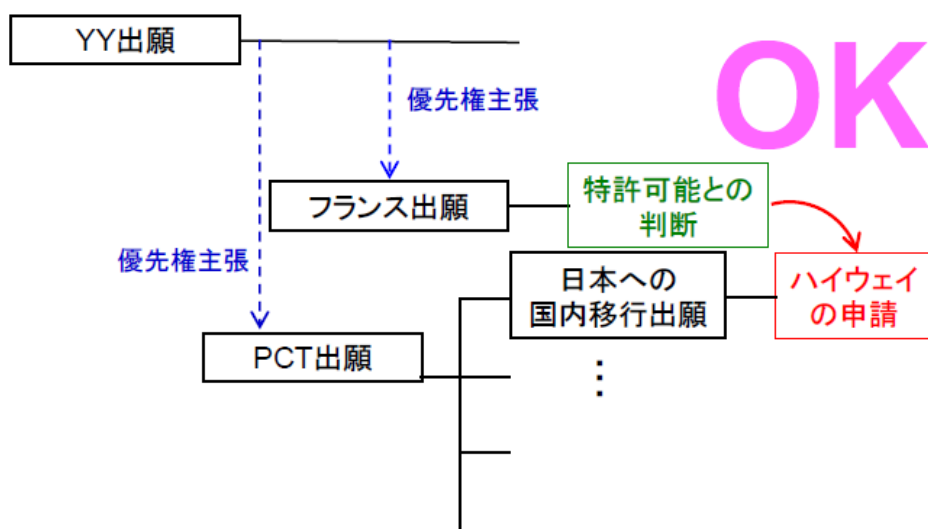 YY出願
OK
優先権主張
フランス出願
特許可能との
判断
優先権主張
日本への
国内移行出願
ハイウェイ
の申請
PCT出願
⋮